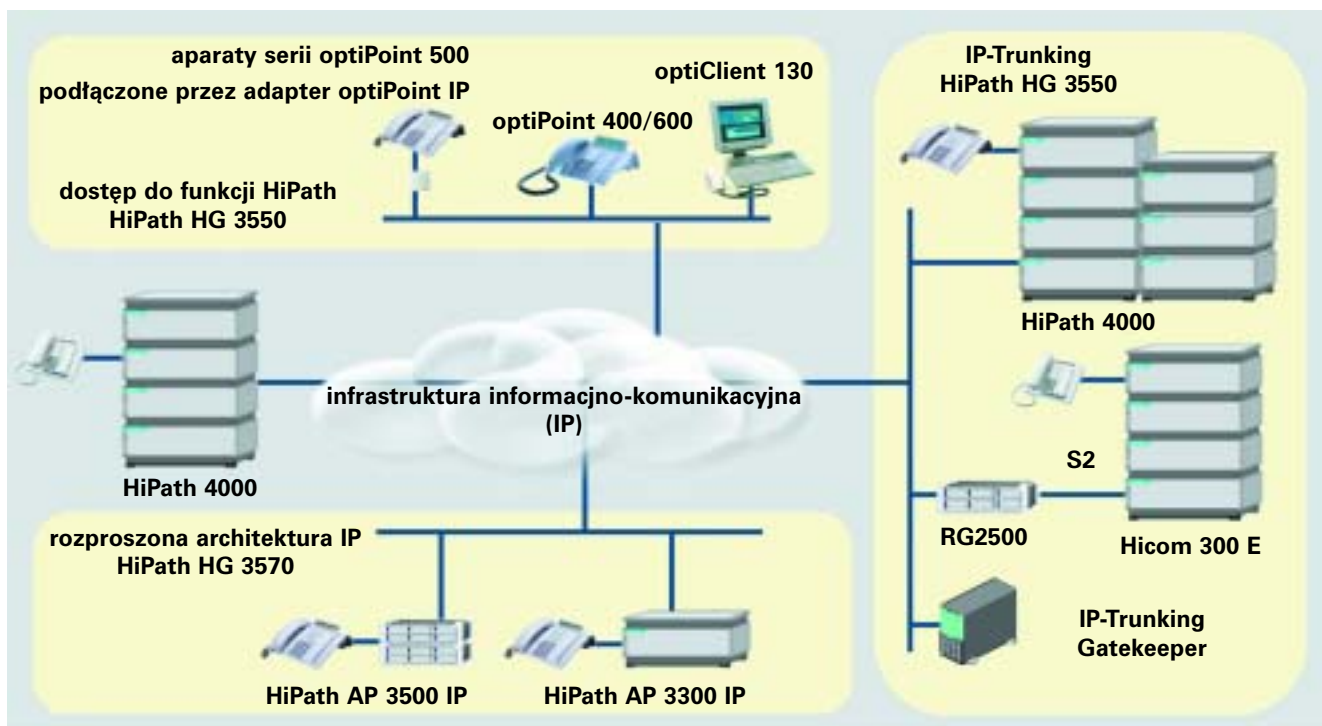 aparaty serii optiPoint 500
podłączone przez adapter optiPoint IP
optiPoint 400/600
optiClient 130
dostęp do funkcji HiPath
HiPath HG 3550
IP-Trunking
HiPath HG 3550
HiPath 4000
infrastruktura informacjno-komunikacyjna
(IP)
HiPath 4000
S2
RG2500
Hicom 300 E
IP-Trunking
Gatekeeper
rozproszona architektura IP
HiPath HG 3570
HiPath AP 3500 IP
HiPath AP 3300 IP